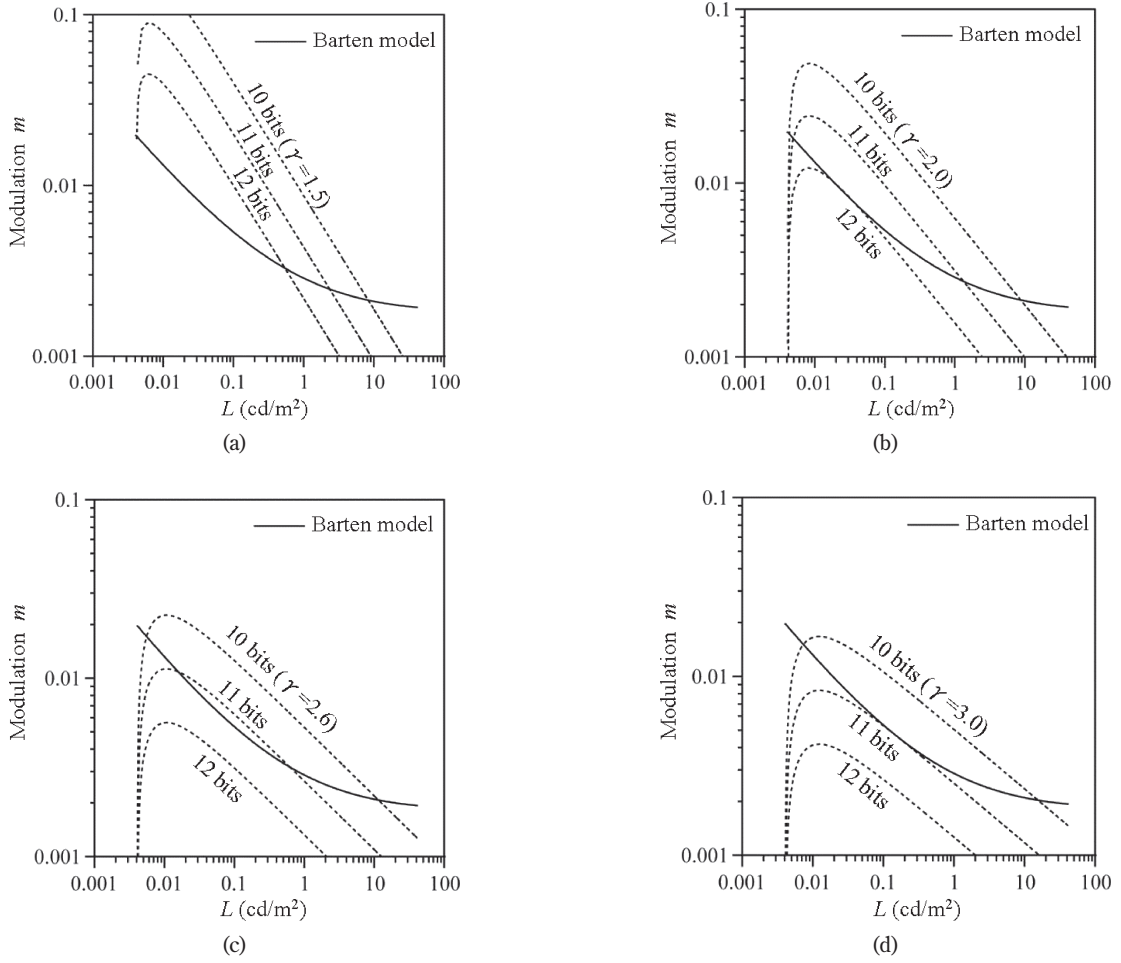 0.1
Barten model
10 bits (γ=1.5)
11 bits
12 bits
0.01
0.001
Modulation m
0.001 0.01 0.1 1 10 100
L (cd/m²)
(a)
0.1
Barten model
10 bits (γ=2.0)
11 bits
12 bits
0.01
0.001
Modulation m
0.001 0.01 0.1 1 10 100
L (cd/m²)
(b)
0.1
Barten model
10 bits (γ=2.6)
11 bits
12 bits
0.01
0.001
Modulation m
0.001 0.01 0.1 1 10 100
L (cd/m²)
(c)
0.1
Barten model
10 bits (γ=3.0)
11 bits
12 bits
0.01
0.001
Modulation m
0.001 0.01 0.1 1 10 100
L (cd/m²)
(d)